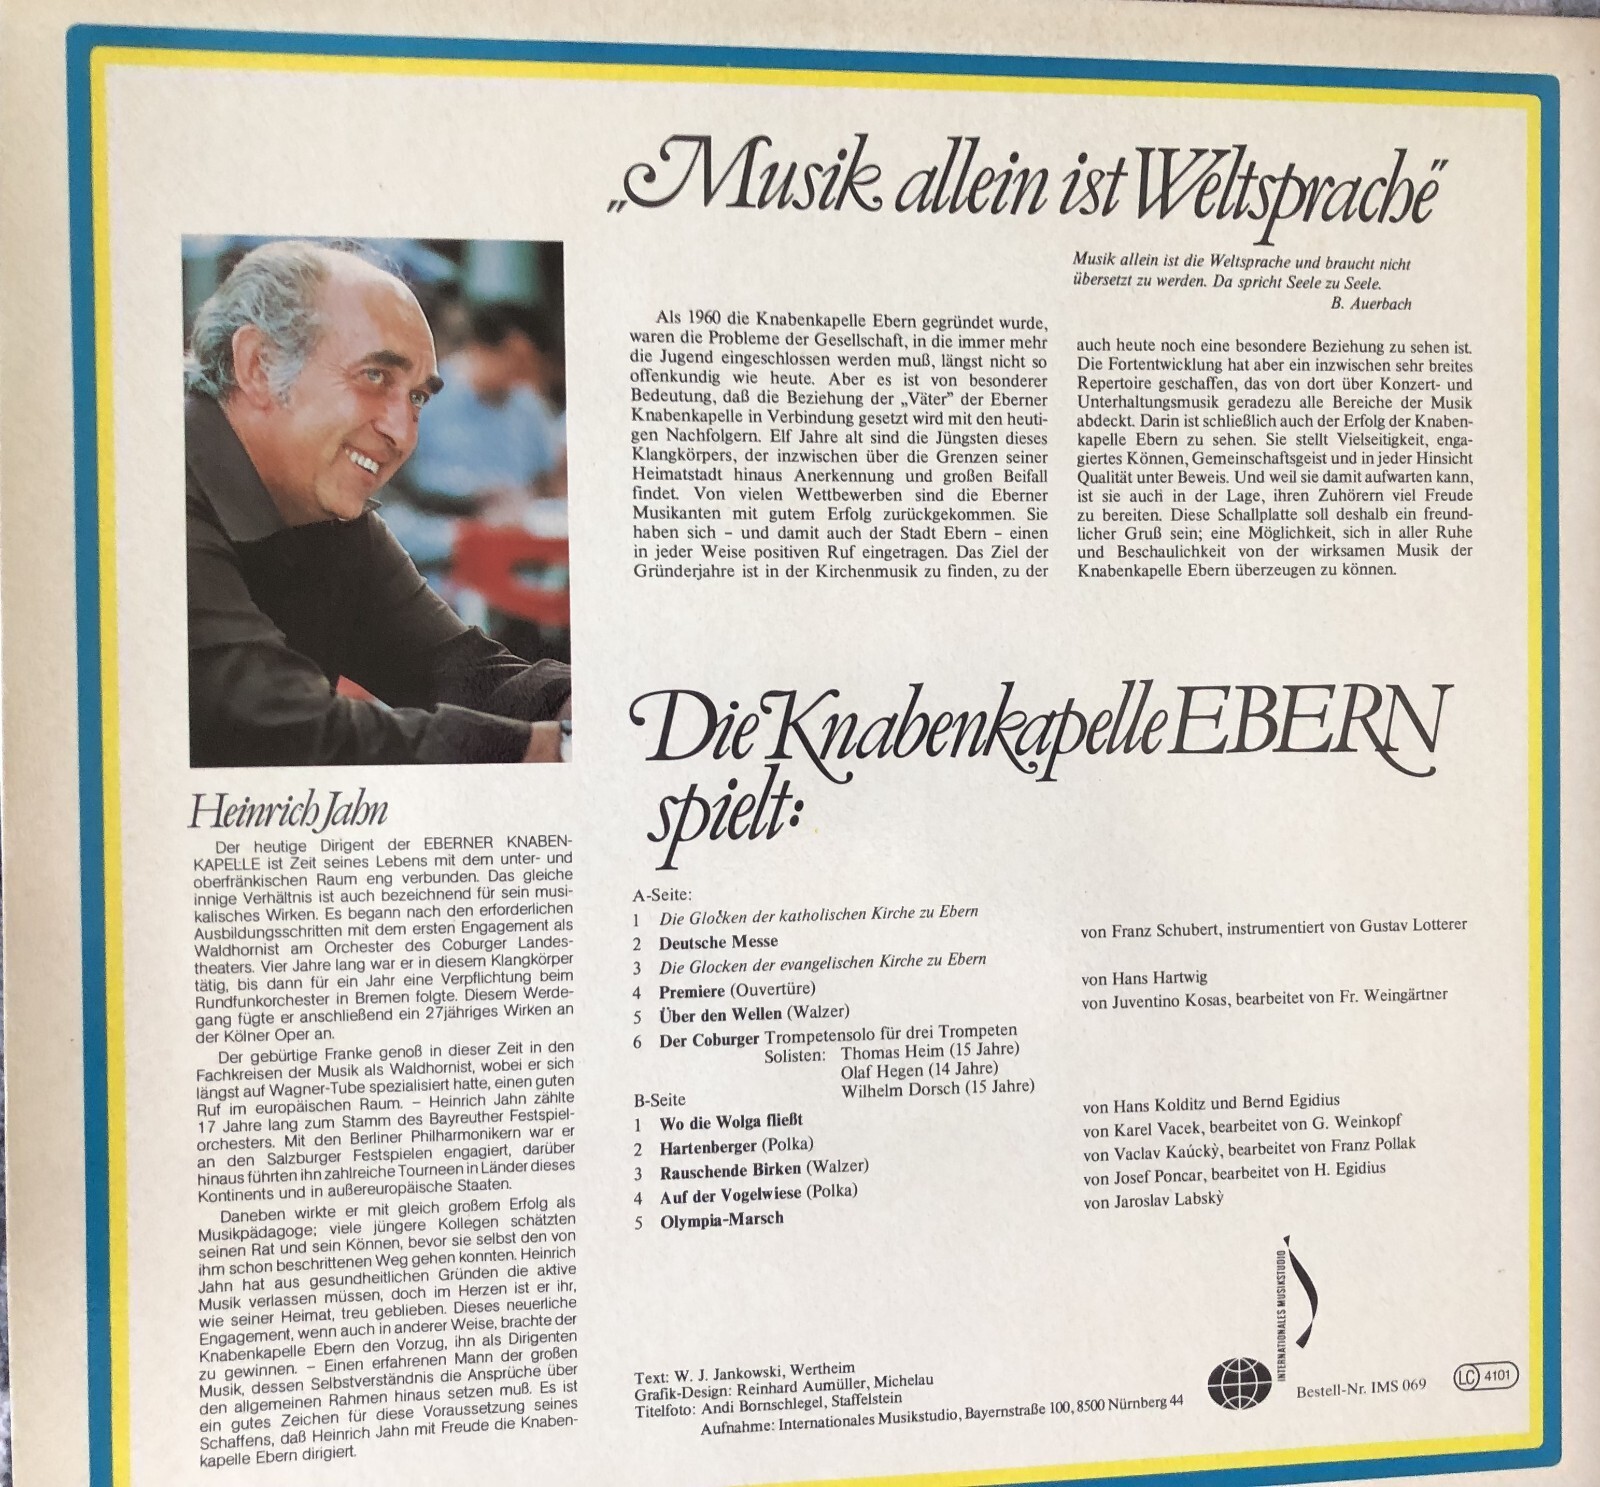 „Musik allein ist Weltsprache"
Musik allein ist die Weltsprache und braucht nicht
übersetzt zu werden. Da spricht Seele zu Seele.
B. Auerbach
Als 1960 die Knabenkapelle Ebern gegründet wurde,
waren die Probleme der Gesellschaft, in die immer mehr
die Jugend eingeschlossen werden muß, längst nicht so
offenkundig wie heute. Aber es ist von besonderer
Bedeutung, daß die Beziehung der „Väter" der Eberner
Knabenkapelle in Verbindung gesetzt wird mit den heuti-
gen Nachfolgern. Elf Jahre alt sind die Jüngsten dieses
Klangkörpers, der inzwischen über die Grenzen seiner
Heimatstadt hinaus Anerkennung und großen Beifall
findet. Von vielen Wettbewerben sind die Eberner
Musikanten mit gutem Erfolg zurückgekommen. Sie
haben sich – und damit auch der Stadt Ebern – einen
in jeder Weise positiven Ruf eingetragen. Das Ziel der
Gründerjahre ist in der Kirchenmusik zu finden, zu der
auch heute noch eine besondere Beziehung zu sehen ist.
Die Fortentwicklung hat aber ein inzwischen sehr breites
Repertoire geschaffen, das von dort über Konzert- und
Unterhaltungsmusik geradezu alle Bereiche der Musik
abdeckt. Darin ist schließlich auch der Erfolg der Knaben-
kapelle Ebern zu sehen. Sie stellt Vielseitigkeit, enga-
giertes Können, Gemeinschaftsgeist und in jeder Hinsicht
Qualität unter Beweis. Und weil sie damit aufwarten kann,
ist sie auch in der Lage, ihren Zuhörern viel Freude
zu bereiten. Diese Schallplatte soll deshalb ein freund-
licher Gruß sein; eine Möglichkeit, sich in aller Ruhe
und Beschaulichkeit von der wirksamen Musik der
Knabenkapelle Ebern überzeugen zu können.
Heinrich Jahn
Der heutige Dirigent der EBERNER KNABEN-
KAPELLE ist Zeit seines Lebens mit dem unter- und
oberfränkischen Raum eng verbunden. Das gleiche
innige Verhältnis ist auch bezeichnend für sein musi-
kalisches Wirken. Es begann nach den erforderlichen
Ausbildungsschritten mit dem ersten Engagement als
Waldhornist am Orchester des Coburger Landes-
theaters. Vier Jahre lang war er in diesem Klangkörper
tätig, bis dann für ein Jahr eine Verpflichtung beim
Rundfunkorchester in Bremen folgte. Diesem Werde-
gang fügte er anschließend ein 27jähriges Wirken an
der Kölner Oper an.
Der gebürtige Franke genoß in dieser Zeit in den
Fachkreisen der Musik als Waldhornist, wobei er sich
längst auf Wagner-Tube spezialisiert hatte, einen guten
Ruf im europäischen Raum. – Heinrich Jahn zählte
17 Jahre lang zum Stamm des Bayreuther Festspiel-
orchesters. Mit den Berliner Philharmonikern war er
an den Salzburger Festspielen engagiert, darüber
hinaus führten ihn zahlreiche Tourneen in Länder dieses
Kontinents und in außereuropäische Staaten.
Daneben wirkte er mit gleich großem Erfolg als
Musikpädagoge; viele jüngere Kollegen schätzten
seinen Rat und sein Können, bevor sie selbst den von
ihm schon beschrittenen Weg gehen konnten. Heinrich
Jahn hat aus gesundheitlichen Gründen die aktive
Musik verlassen müssen, doch im Herzen ist er ihr,
wie seiner Heimat, treu geblieben. Dieses neuerliche
Engagement, wenn auch in anderer Weise, brachte der
Knabenkapelle Ebern den Vorzug, ihn als Dirigenten
zu gewinnen. – Einen erfahrenen Mann der großen
Musik, dessen Selbstverständnis die Ansprüche über
den allgemeinen Rahmen hinaus setzen muß. Es ist
ein gutes Zeichen für diese Voraussetzung seines
Schaffens, daß Heinrich Jahn mit Freude die Knaben-
kapelle Ebern dirigiert.
Die Knabenkapelle EBERN
spielt:
A-Seite:
1 Die Glocken der katholischen Kirche zu Ebern
2 Deutsche Messe von Franz Schubert, instrumentiert von Gustav Lotterer
3 Die Glocken der evangelischen Kirche zu Ebern
4 Premiere (Ouvertüre) von Hans Hartwig
5 Über den Wellen (Walzer) von Juventino Kosas, bearbeitet von Fr. Weingärtner
6 Der Coburger Trompetensolo für drei Trompeten
Solisten: Thomas Heim (15 Jahre)
Olaf Hegen (14 Jahre)
Wilhelm Dorsch (15 Jahre)
B-Seite
1 Wo die Wolga fließt von Hans Kolditz und Bernd Egidius
2 Hartenberger (Polka) von Karel Vacek, bearbeitet von G. Weinkopf
3 Rauschende Birken (Walzer) von Vaclav Kaúckỳ, bearbeitet von Franz Pollak
4 Auf der Vogelwiese (Polka) von Josef Poncar, bearbeitet von H. Egidius
5 Olympia-Marsch von Jaroslav Labskỳ
Text: W. J. Jankowski, Wertheim
Grafik-Design: Reinhard Aumüller, Michelau
Titelfoto: Andi Bornschlegel, Staffelstein
Aufnahme: Internationales Musikstudio, Bayernstraße 100, 8500 Nürnberg 44
INTERNATIONALES MUSIKSTUDIO
Bestell-Nr. IMS 069
LC 4101